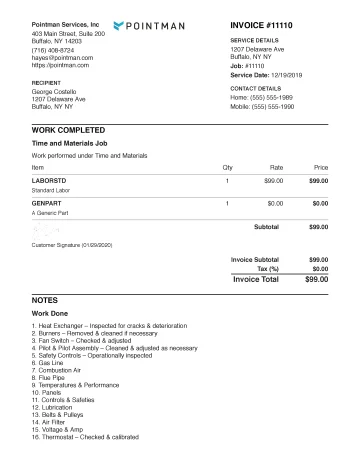 Pointman Services, Inc
403 Main Street, Suite 200
Buffalo, NY 14203
(716) 408-8724
hayes@pointman.com
https://pointman.com
POINTMAN
INVOICE #11110
SERVICE DETAILS
1207 Delaware Ave
Buffalo, NY NY
Job: #11110
Service Date: 12/19/2019
RECIPIENT
George Costello
1207 Delaware Ave
Buffalo, NY NY
CONTACT DETAILS
Home: (555) 555-1989
Mobile: (555) 555-1990
WORK COMPLETED
Time and Materials Job
Work performed under Time and Materials
Item Qty Rate Price
LABORSTD 1 $99.00 $99.00
Standard Labor
GENPART 1 $0.00 $0.00
A Generic Part
Subtotal $99.00
Customer Signature (01/29/2020)
Invoice Subtotal $99.00
Tax (%) $0.00
Invoice Total $99.00
NOTES
Work Done
1. Heat Exchanger – Inspected for cracks & deterioration
2. Burners – Removed & cleaned if necessary
3. Fan Switch – Checked & adjusted
4. Pilot & Pilot Assembly – Cleaned & adjusted as necessary
5. Safety Controls – Operationally inspected
6. Gas Line
7. Combustion Air
8. Flue Pipe
9. Temperatures & Performance
10. Panels
11. Controls & Safeties
12. Lubrication
13. Belts & Pulleys
14. Air Filter
15. Voltage & Amp
16. Thermostat – Checked & calibrated